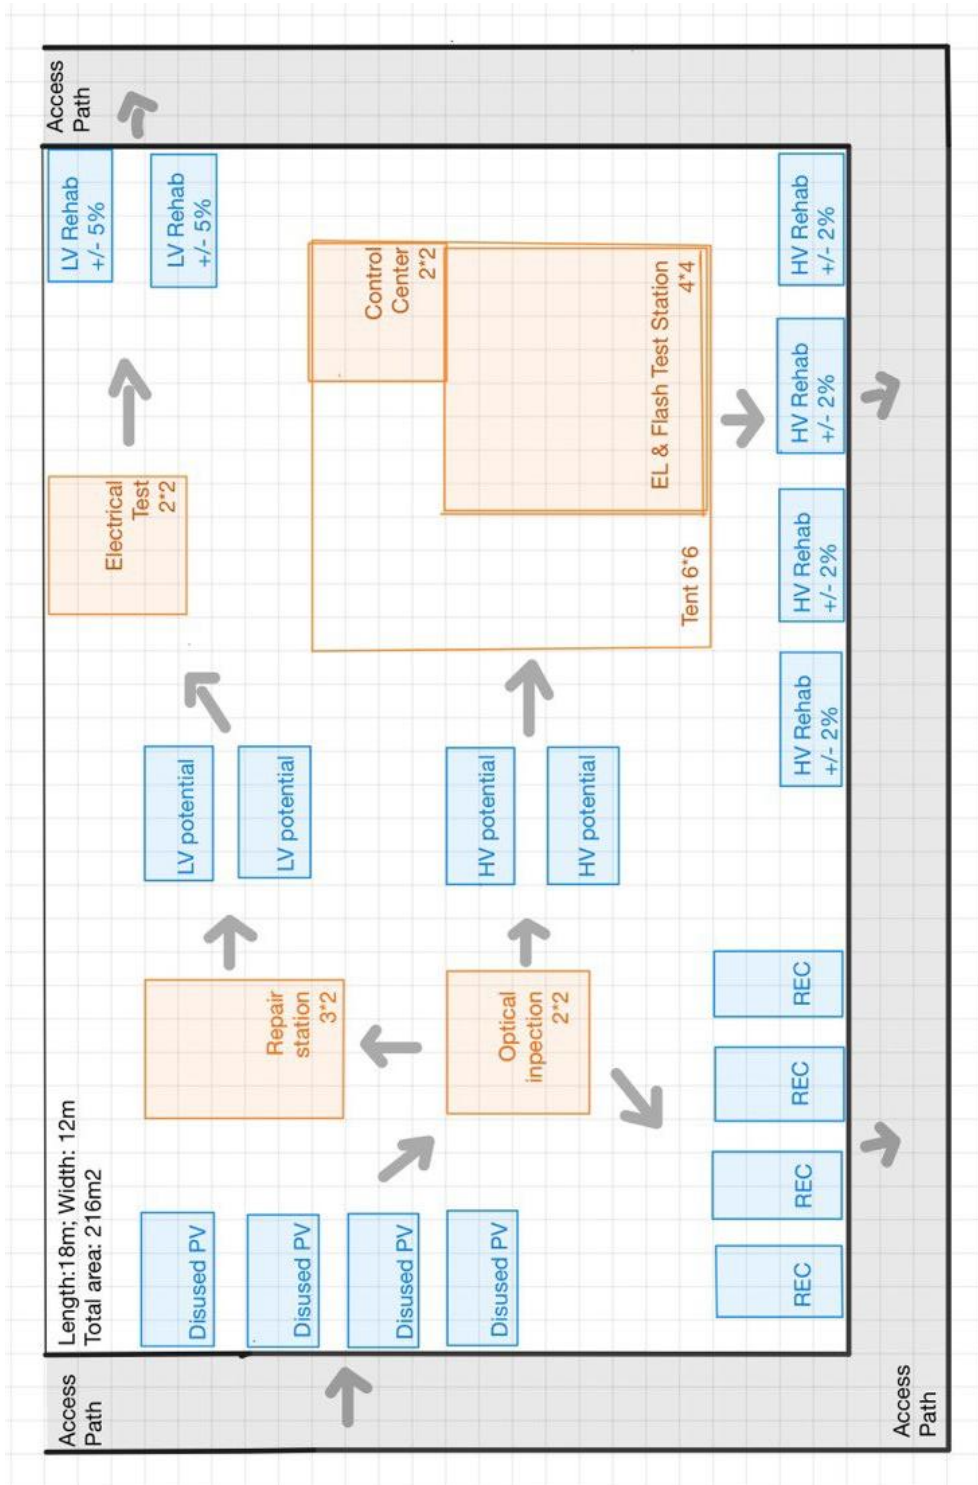 Length:18m; Width: 12m
Total area: 216m2
Access
Path
Disused PV
Disused PV
Disused PV
Disused PV
Repair
station
3*2
Optical
inpection
2*2
REC
REC
REC
REC
LV potential
LV potential
HV potential
HV potential
Electrical
Test
2*2
Tent 6*6
EL & Flash Test Station
4*4
Control
Center
2*2
LV Rehab
+/- 5%
LV Rehab
+/- 5%
HV Rehab
+/- 2%
HV Rehab
+/- 2%
HV Rehab
+/- 2%
HV Rehab
+/- 2%
Access
Path
Access
Path